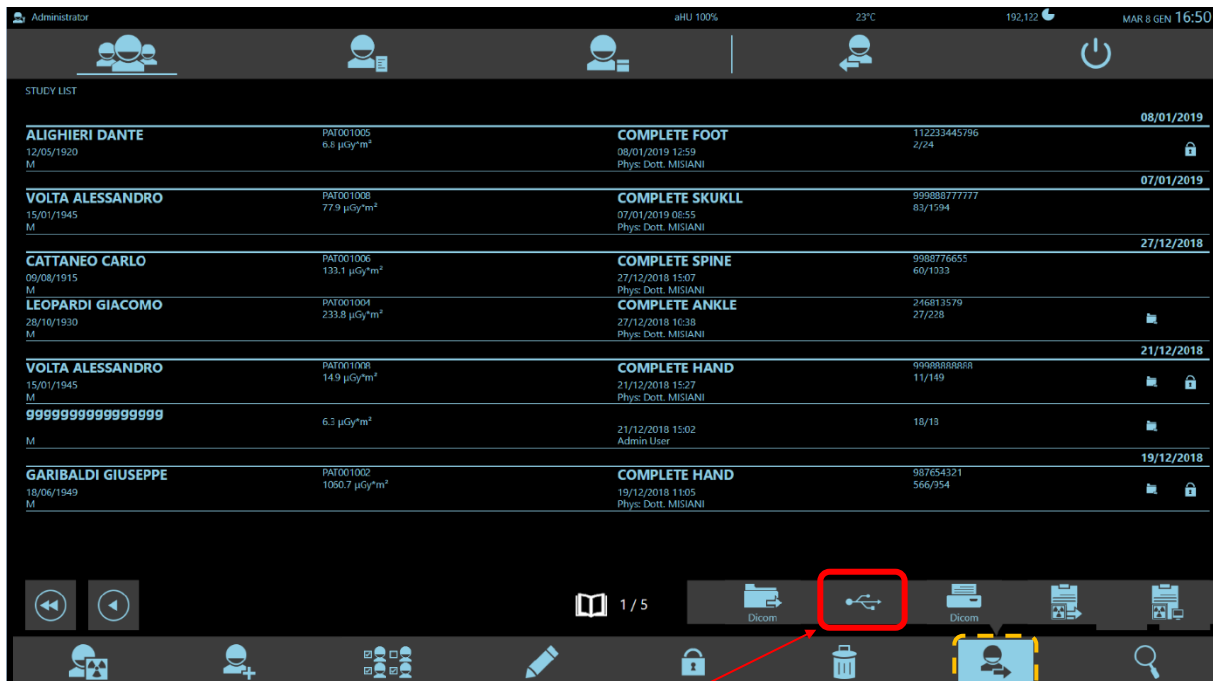 Administrator aHU 100% 23°C 192,122 MAR 8 GEN 16:50
STUDY LIST
08/01/2019
ALIGHIERI DANTE PAT001005 COMPLETE FOOT 112233445796
12/05/1920 6.8 µGy*m² 08/01/2019 12:59 2/24
M Phys: Dott. MISIANI
07/01/2019
VOLTA ALESSANDRO PAT001008 COMPLETE SKUKLL 999888777777
15/01/1945 77.9 µGy*m² 07/01/2019 08:55 83/1594
M Phys: Dott. MISIANI
27/12/2018
CATTANEO CARLO PAT001006 COMPLETE SPINE 9988776655
09/08/1915 133.1 µGy*m² 27/12/2018 15:07 60/1033
M Phys: Dott. MISIANI
LEOPARDI GIACOMO PAT001004 COMPLETE ANKLE 246813579
28/10/1930 233.8 µGy*m² 27/12/2018 10:38 27/228
M Phys: Dott. MISIANI
21/12/2018
VOLTA ALESSANDRO PAT001008 COMPLETE HAND 99988888888
15/01/1945 14.9 µGy*m² 21/12/2018 15:27 11/149
M Phys: Dott. MISIANI
gggggggggggggggg
6.3 µGy*m² 21/12/2018 15:02 18/18
M Admin User
19/12/2018
GARIBALDI GIUSEPPE PAT001002 COMPLETE HAND 987654321
18/06/1949 1060.7 µGy*m² 19/12/2018 11:05 566/954
M Phys: Dott. MISIANI
1 / 5
Dicom Dicom